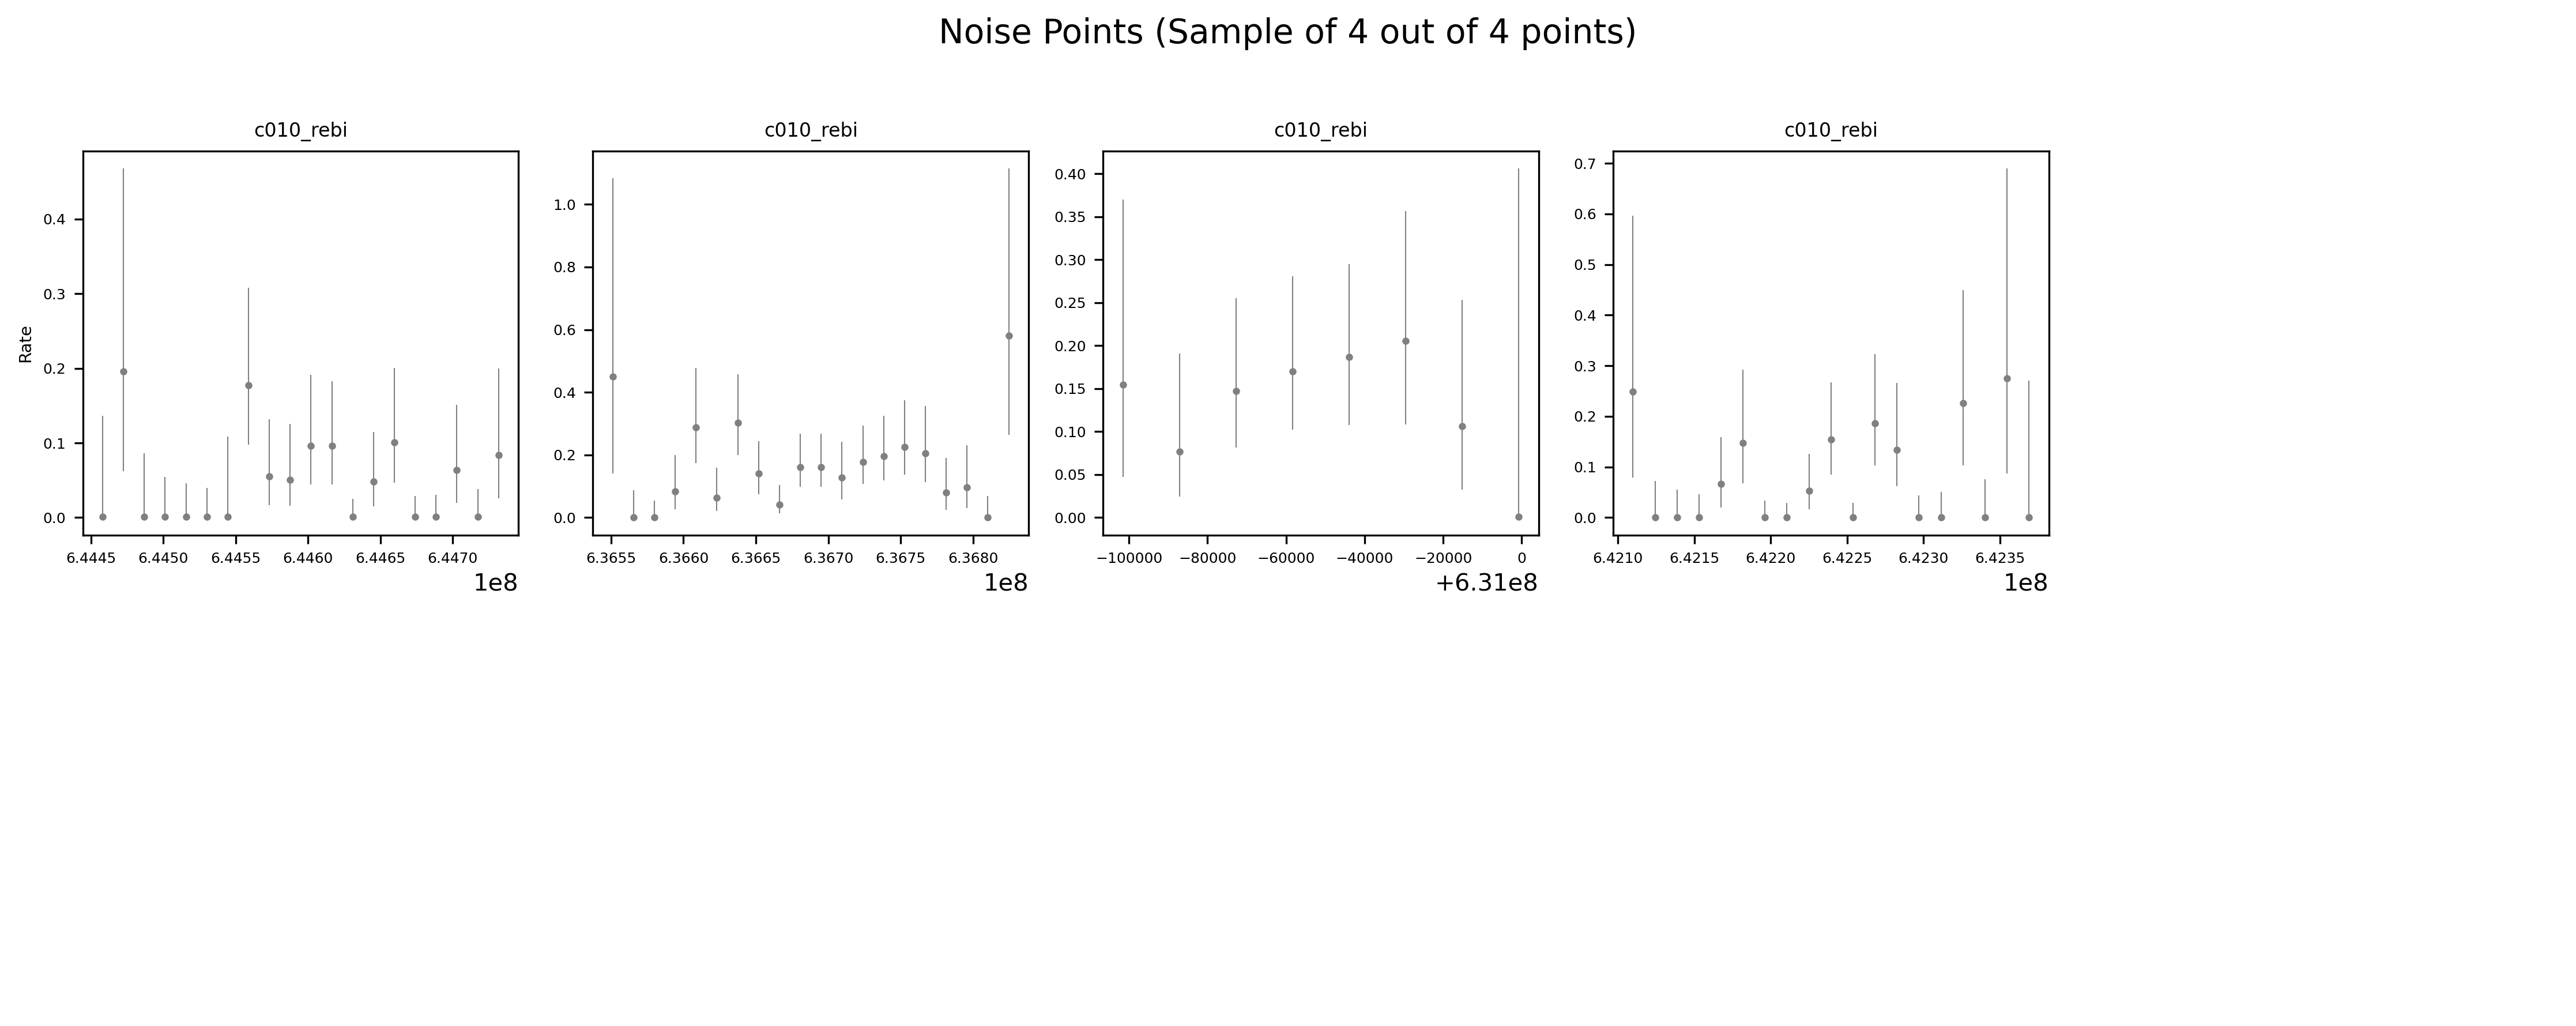 Noise Points (Sample of 4 out of 4 points)
c010_rebi
Rate
0.4
0.3
0.2
0.1
0.0
6.4445 6.4450 6.4455 6.4460 6.4465 6.4470
1e8
c010_rebi
1.0
0.8
0.6
0.4
0.2
0.0
6.3655 6.3660 6.3665 6.3670 6.3675 6.3680
1e8
c010_rebi
0.40
0.35
0.30
0.25
0.20
0.15
0.10
0.05
0.00
−100000 −80000 −60000 −40000 −20000 0
+6.31e8
c010_rebi
0.7
0.6
0.5
0.4
0.3
0.2
0.1
0.0
6.4210 6.4215 6.4220 6.4225 6.4230 6.4235
1e8